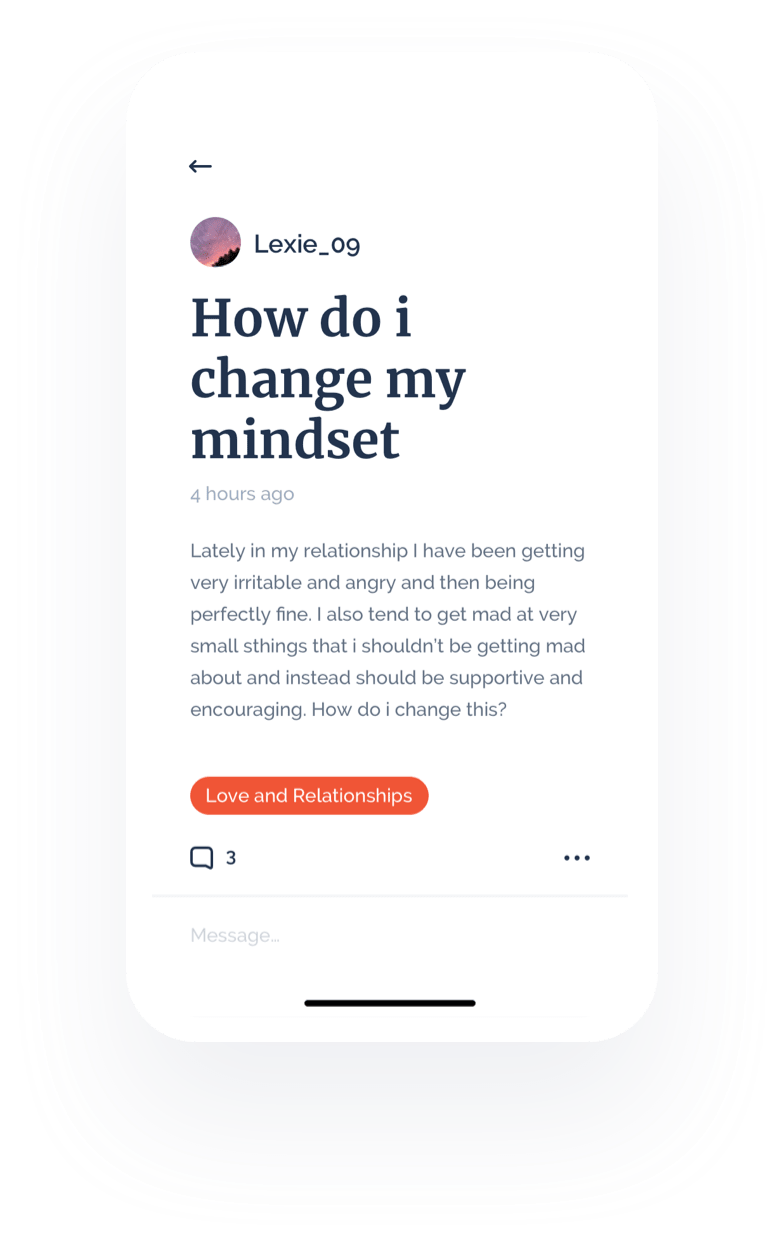 Lexie_09
How do i
change my
mindset
4 hours ago
Lately in my relationship I have been getting
very irritable and angry and then being
perfectly fine. I also tend to get mad at very
small sthings that i shouldn’t be getting mad
about and instead should be supportive and
encouraging. How do i change this?
Love and Relationships
3
Message...